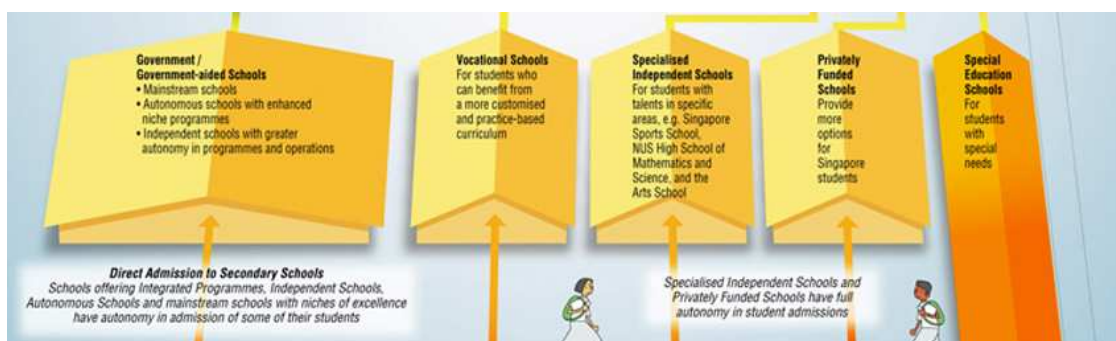 Government /
Government-aided Schools
• Mainstream schools
• Autonomous schools with enhanced
niche programmes
• Independent schools with greater
autonomy in programmes and operations
Vocational Schools
For students who
can benefit from
a more customised
and practice-based
curriculum
Specialised
Independent Schools
For students with
talents in specific
areas, e.g. Singapore
Sports School,
NUS High School of
Mathematics and
Science, and the
Arts School
Privately
Funded
Schools
Provide
more
options
for
Singapore
students
Special
Education
Schools
For
students
with
special
needs
Direct Admission to Secondary Schools
Schools offering Integrated Programmes, Independent Schools,
Autonomous Schools and mainstream schools with niches of excellence
have autonomy in admission of some of their students
Specialised Independent Schools and
Privately Funded Schools have full
autonomy in student admissions